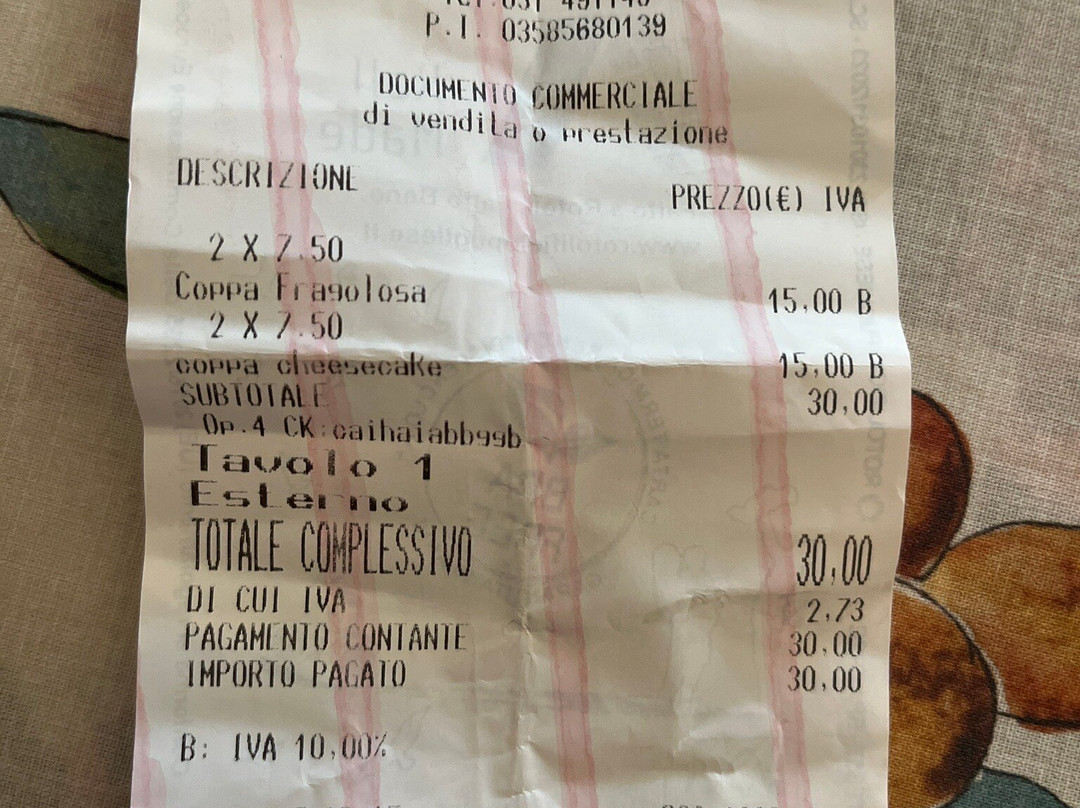 P.I. 03585680139
DOCUMENTO COMMERCIALE
di vendita o prestazione
DESCRIZIONE PREZZO(€) IVA
2 X 7.50
Coppa Fragolosa 15,00 B
2 X 7.50
coppa cheesecake 15,00 B
SUBTOTALE 30,00
Op.4 CK:caihaiabb99b
Tavolo 1
Esterno
TOTALE COMPLESSIVO 30,00
DI CUI IVA 2,73
PAGAMENTO CONTANTE 30,00
IMPORTO PAGATO 30,00
B: IVA 10,00%